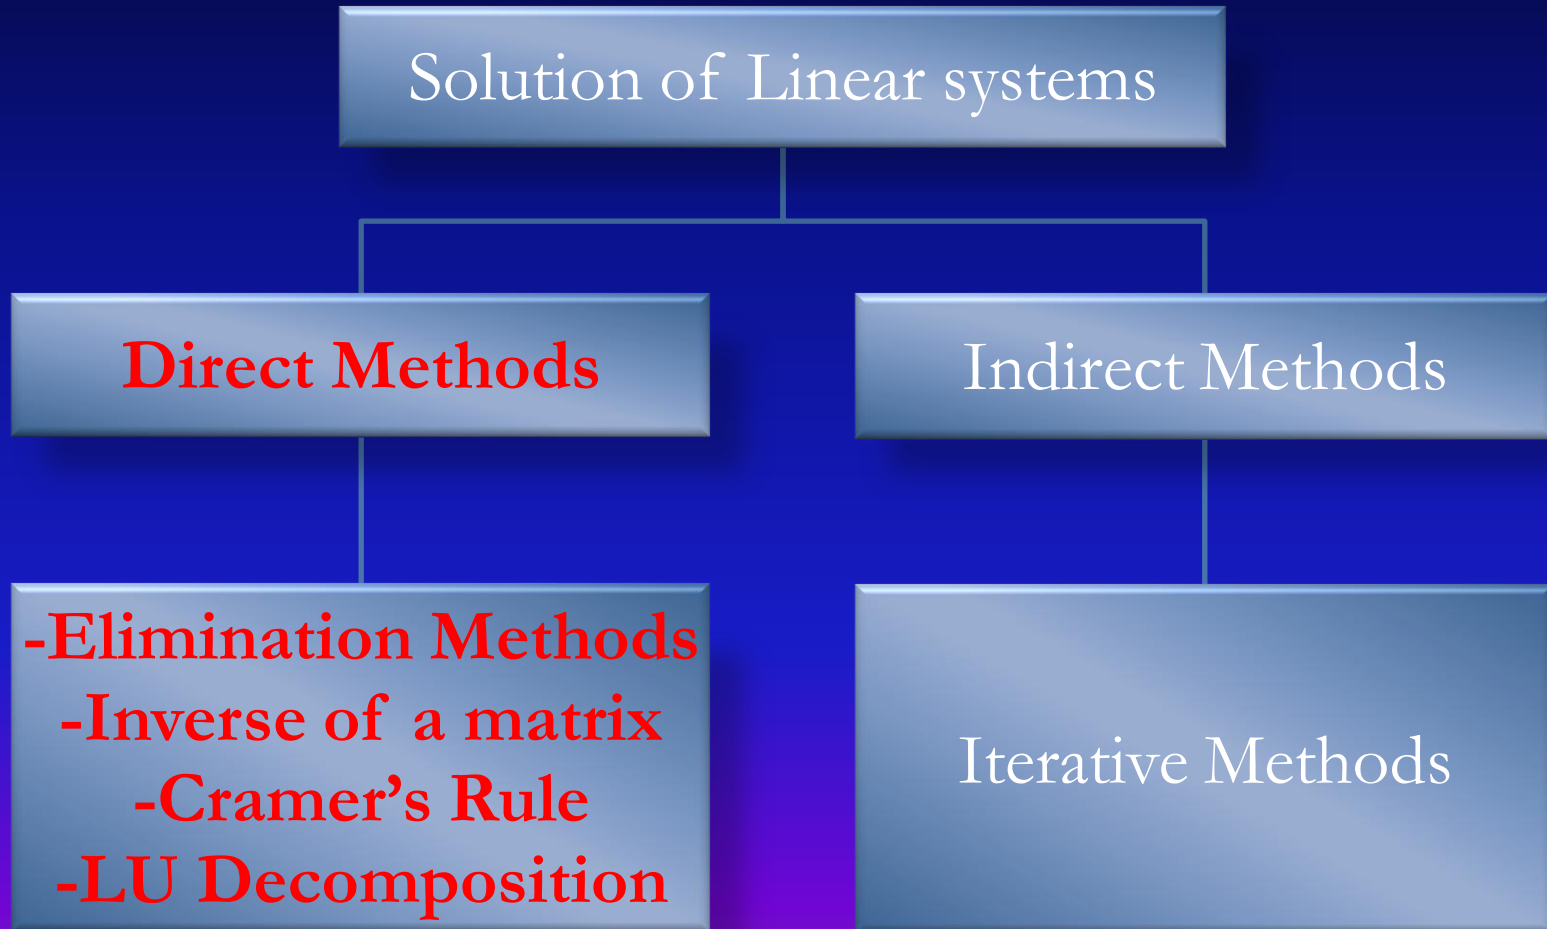 Solution of Linear systems
Direct Methods
Indirect Methods
-Elimination Methods
-Inverse of a matrix
-Cramer’s Rule
-LU Decomposition
Iterative Methods